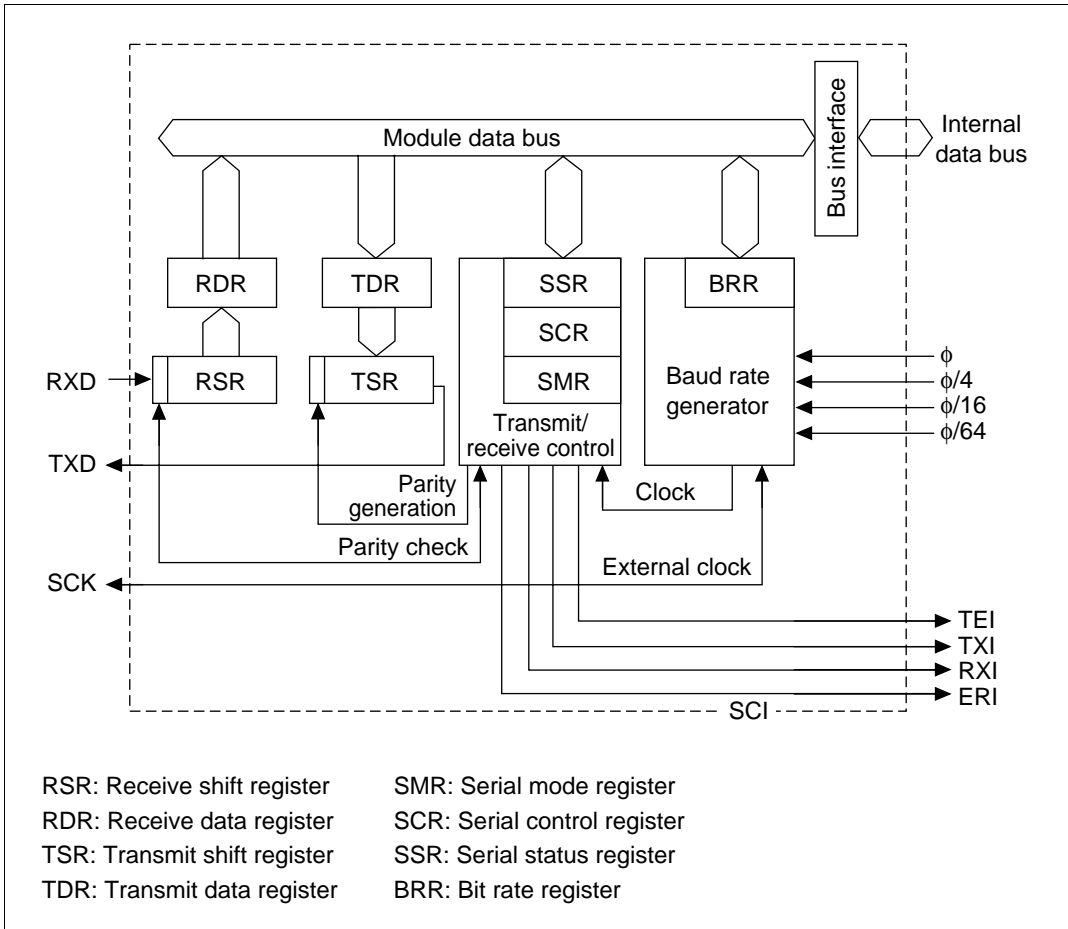 Module data bus
Bus interface
Internal
data bus
RDR
TDR
SSR
BRR
SCR
RXD
RSR
TSR
SMR
Baud rate
generator
ϕ
ϕ/4
ϕ/16
ϕ/64
Transmit/
receive control
TXD
Parity
generation
Clock
Parity check
SCK
External clock
TEI
TXI
RXI
ERI
SCI
RSR: Receive shift register
RDR: Receive data register
TSR: Transmit shift register
TDR: Transmit data register
SMR: Serial mode register
SCR: Serial control register
SSR: Serial status register
BRR: Bit rate register